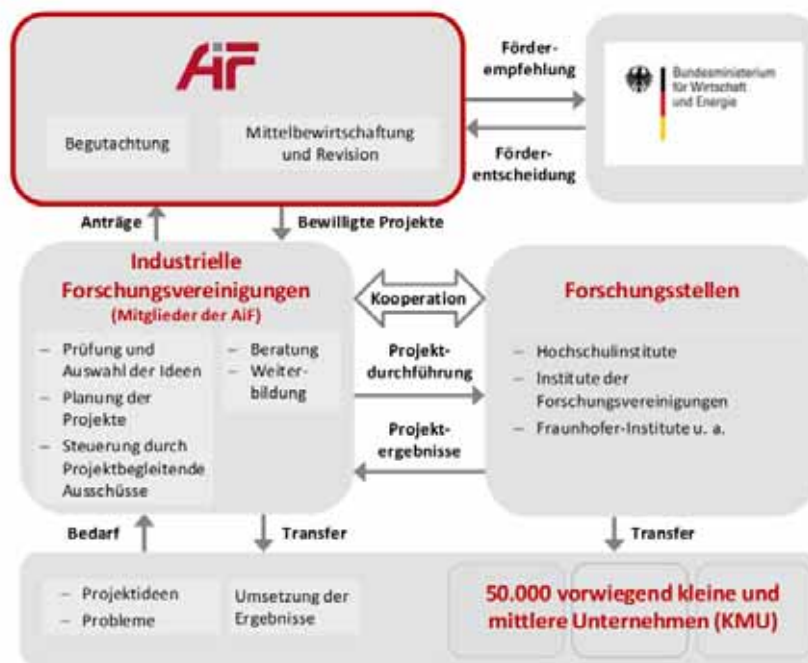 AiF
Begutachtung
Mittelbewirtschaftung
und Revision
Förder-
empfehlung
Förder-
entscheidung
Bundesministerium
für Wirtschaft
und Energie
Anträge
Bewilligte Projekte
Industrielle
Forschungsvereinigungen
(Mitglieder der AiF)
– Prüfung und
Auswahl der Ideen
– Planung der
Projekte
– Steuerung durch
Projektbegleitende
Ausschüsse
– Beratung
– Weiter-
bildung
Kooperation
Projekt-
durchführung
Projekt-
ergebnisse
Forschungsstellen
– Hochschulinstitute
– Institute der
Forschungsvereinigungen
– Fraunhofer-Institute u. a.
Bedarf
Transfer
Transfer
– Projektideen
– Probleme
Umsetzung der
Ergebnisse
50.000 vorwiegend kleine und
mittlere Unternehmen (KMU)